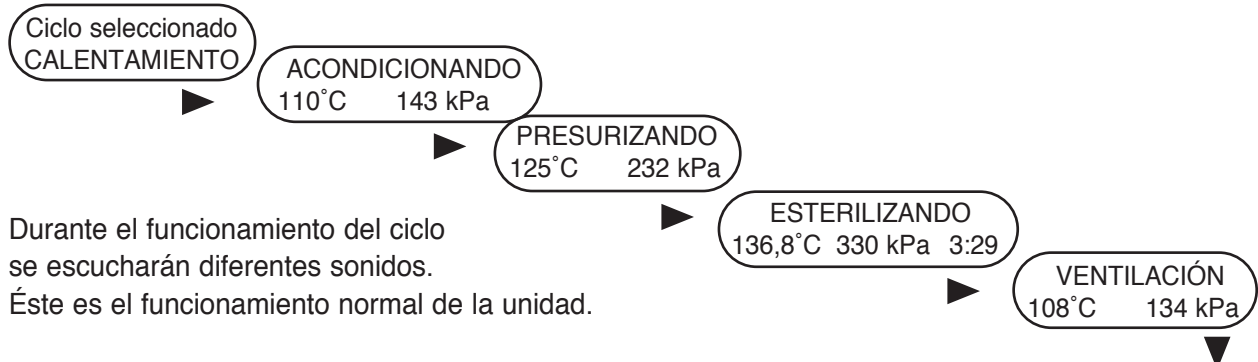 Ciclo seleccionado
CALENTAMIENTO
ACONDICIONANDO
110˚C 143 kPa
PRESURIZANDO
125˚C 232 kPa
ESTERILIZANDO
136,8˚C 330 kPa 3:29
VENTILACIÓN
108˚C 134 kPa
Durante el funcionamiento del ciclo
se escucharán diferentes sonidos.
Éste es el funcionamiento normal de la unidad.